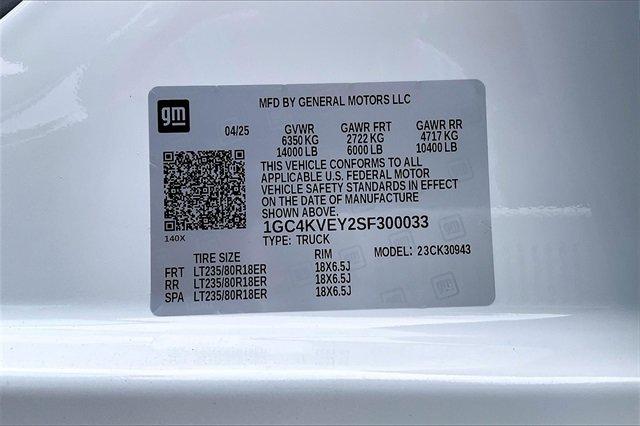 gm
MFD BY GENERAL MOTORS LLC
04/25 GVWR GAWR FRT GAWR RR
6350 KG 2722 KG 4717 KG
14000 LB 6000 LB 10400 LB
THIS VEHICLE CONFORMS TO ALL
APPLICABLE U.S. FEDERAL MOTOR
VEHICLE SAFETY STANDARDS IN EFFECT
ON THE DATE OF MANUFACTURE
SHOWN ABOVE.
140X
1GC4KVEY2SF300033
TYPE: TRUCK
MODEL: 23CK30943
TIRE SIZE RIM
FRT LT235/80R18ER 18X6.5J
RR LT235/80R18ER 18X6.5J
SPA LT235/80R18ER 18X6.5J